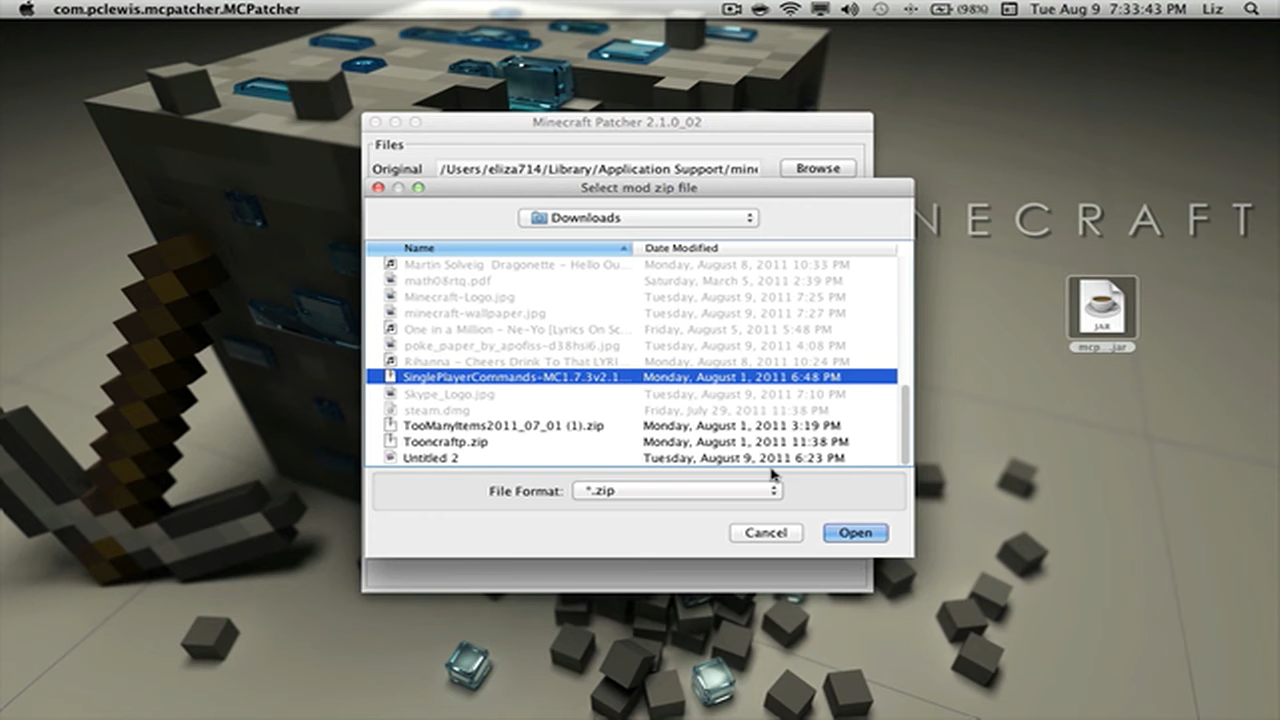 com.pclewis.mcpatcher.MCPatcher (98%) Tue Aug 9 7:33:43 PM Liz
Minecraft Patcher 2.1.0_02
Files
Original /Users/eliza714/Library/Application Support/mine Browse
Select mod zip file
Downloads
NECRAFT
Name Date Modified
Martin Solveig Dragonette - Hello Ou... Monday, August 8, 2011 10:33 PM
math08rtq.pdf Saturday, March 5, 2011 2:39 PM
Minecraft-Logo.jpg Tuesday, August 9, 2011 7:25 PM
minecraft-wallpaper.jpg Tuesday, August 9, 2011 7:27 PM
One in a Million - Ne-Yo [Lyrics On Sc... Friday, August 5, 2011 5:48 PM
poke_paper_by_apofiss-d38hsi6.jpg Tuesday, August 9, 2011 4:08 PM
Rihanna - Cheers Drink To That LYRI Monday, August 8, 2011 10:24 PM
SinglePlayerCommands-MC1.7.3v2.1... Monday, August 1, 2011 6:48 PM
Skype_Logo.jpg Tuesday, August 9, 2011 7:10 PM
steam.dmg Friday, July 29, 2011 11:38 PM
TooManyItems2011_07_01 (1).zip Monday, August 1, 2011 3:19 PM
Tooncraftp.zip Monday, August 1, 2011 11:38 PM
Untitled 2 Tuesday, August 9, 2011 6:23 PM
JAR
mcp ...jar
File Format: *.zip
Cancel Open